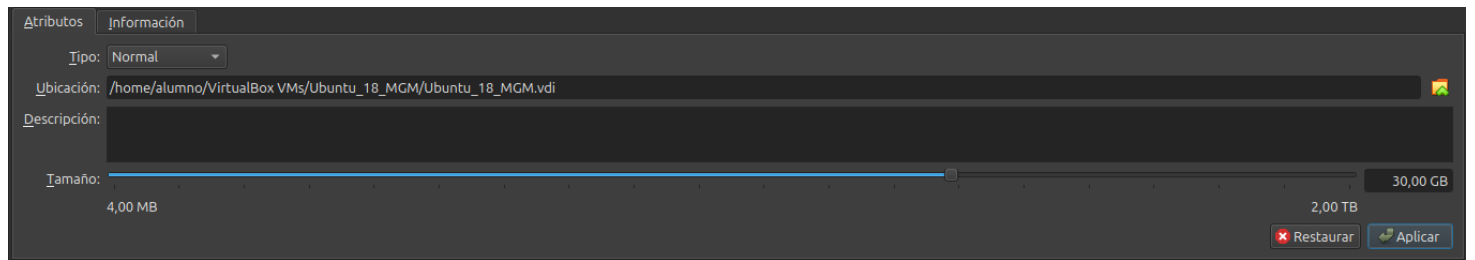 Atributos Información
Tipo: Normal
Ubicación: /home/alumno/VirtualBox VMs/Ubuntu_18_MGM/Ubuntu_18_MGM.vdi
Descripción:
Tamaño: 30,00 GB
4,00 MB 2,00 TB
Restaurar Aplicar